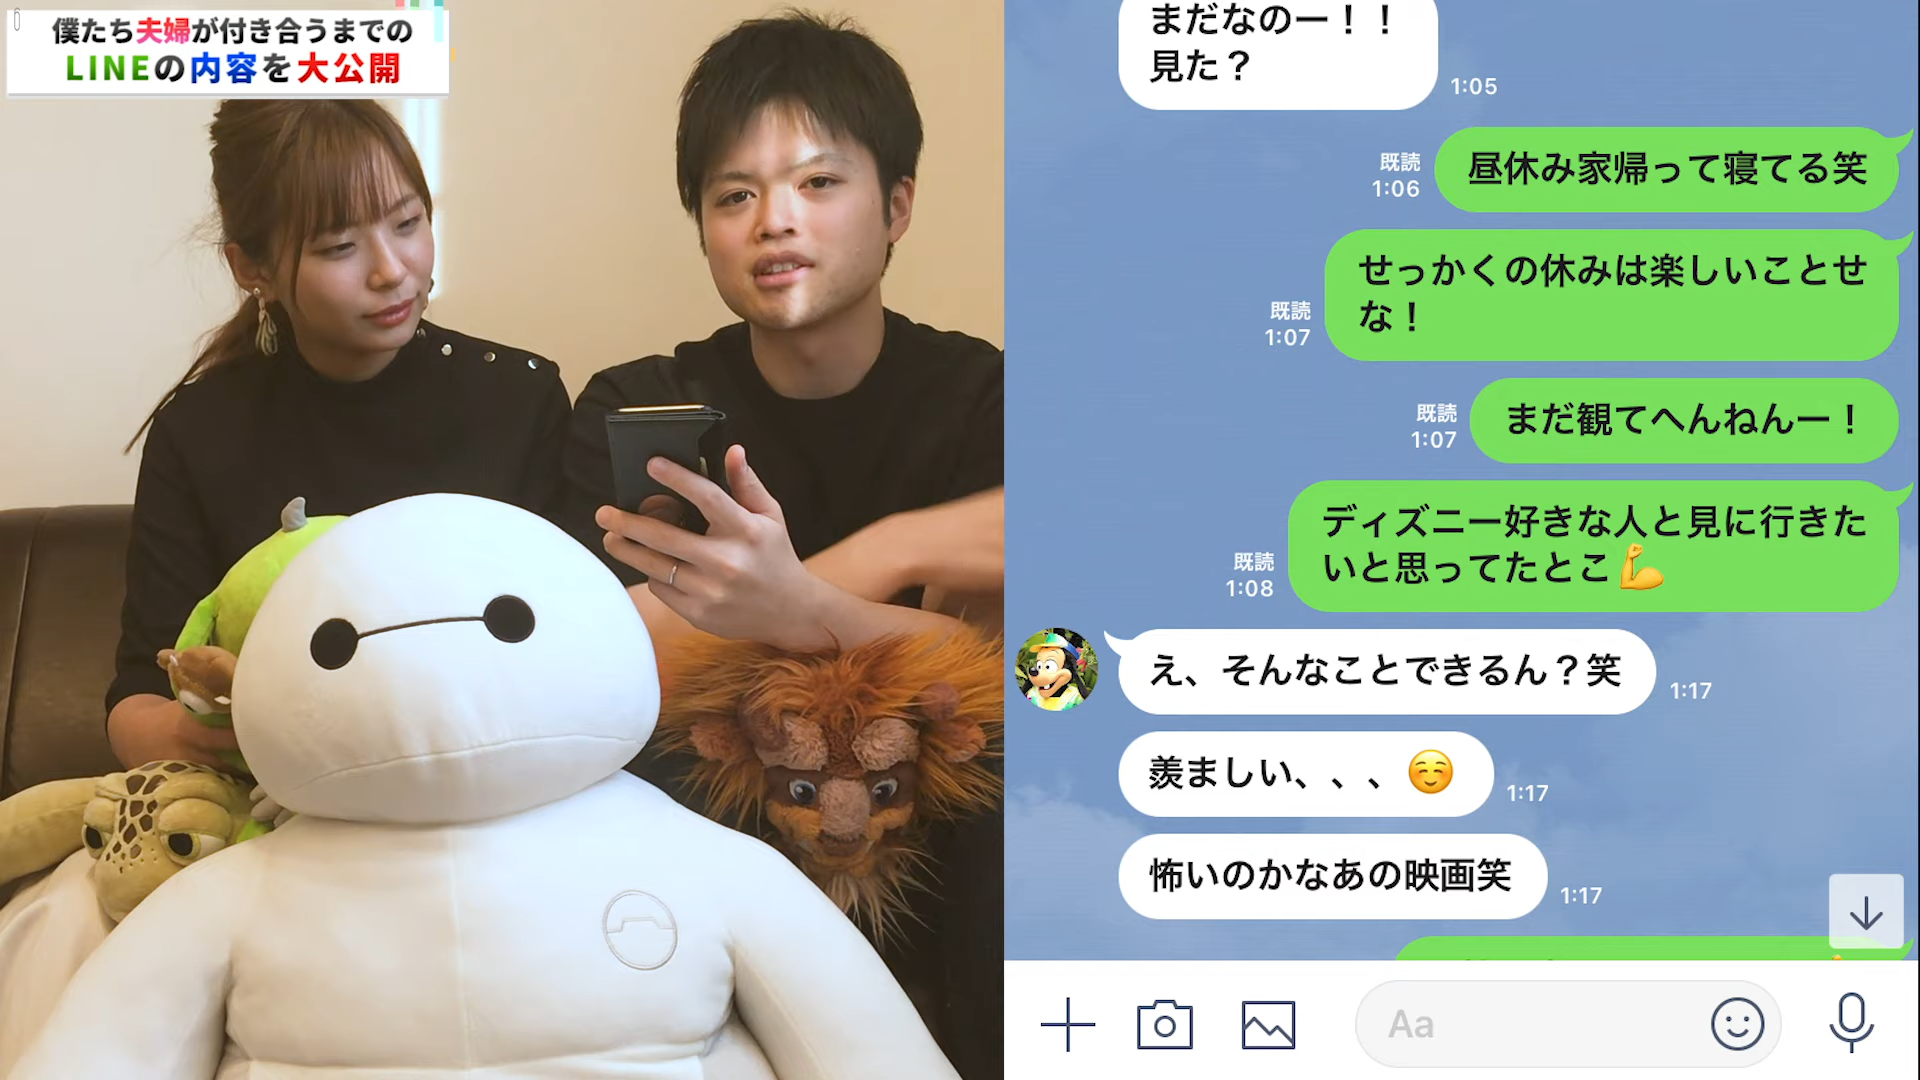 僕たち夫婦が付き合うまでの
LINEの内容を大公開
まだなのー！！
見た？
1:05
昼休み家帰って寝てる笑
既読
1:06
せっかくの休みは楽しいことせ
な！
既読
1:07
まだ観てへんねんー！
既読
1:07
ディズニー好きな人と見に行きた
いと思ってたとこ💪
既読
1:08
え、そんなことできるん？笑
1:17
羨ましい、、、☺️
1:17
怖いのかなあの映画笑
1:17
Aa